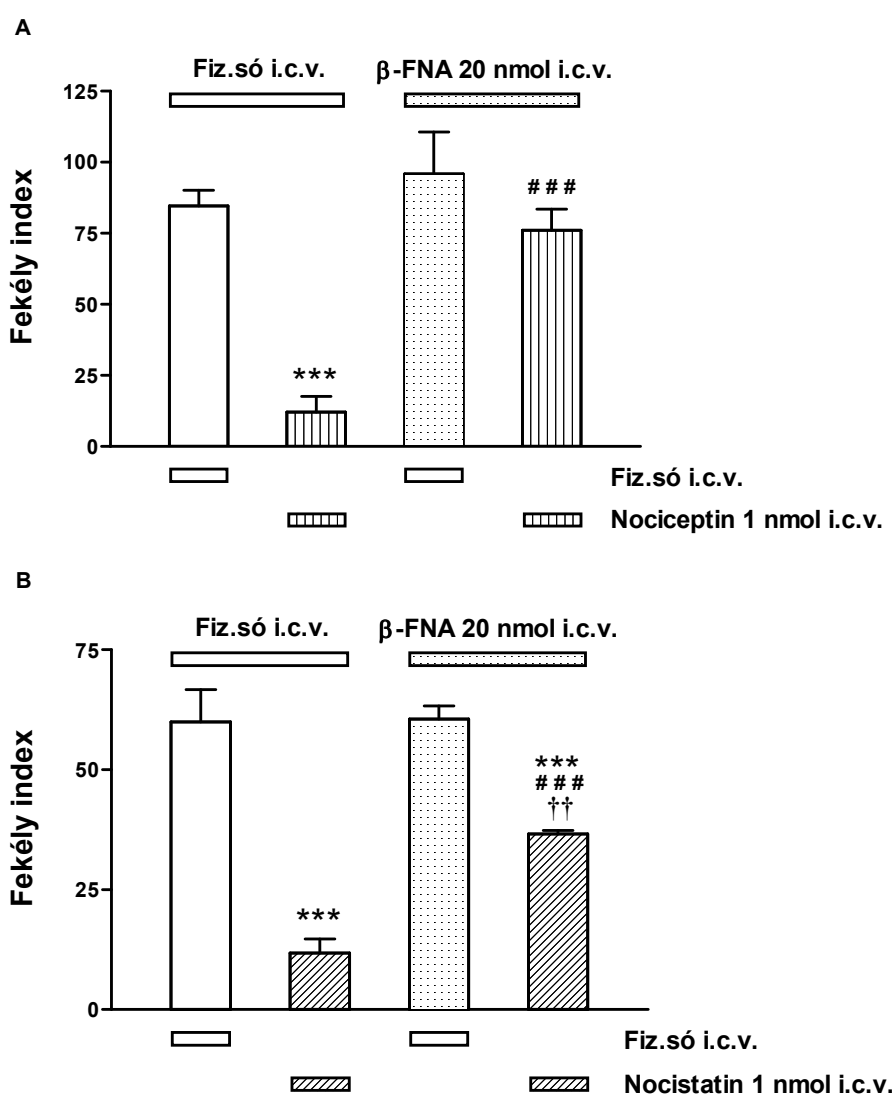 A
Fiz.só i.c.v.
β-FNA 20 nmol i.c.v.
125
100
75
50
25
0
Fekély index
***
###
Fiz.só i.c.v.
Nociceptin 1 nmol i.c.v.
B
Fiz.só i.c.v.
β-FNA 20 nmol i.c.v.
75
50
25
0
Fekély index
***
***
###
††
Fiz.só i.c.v.
Nocistatin 1 nmol i.c.v.